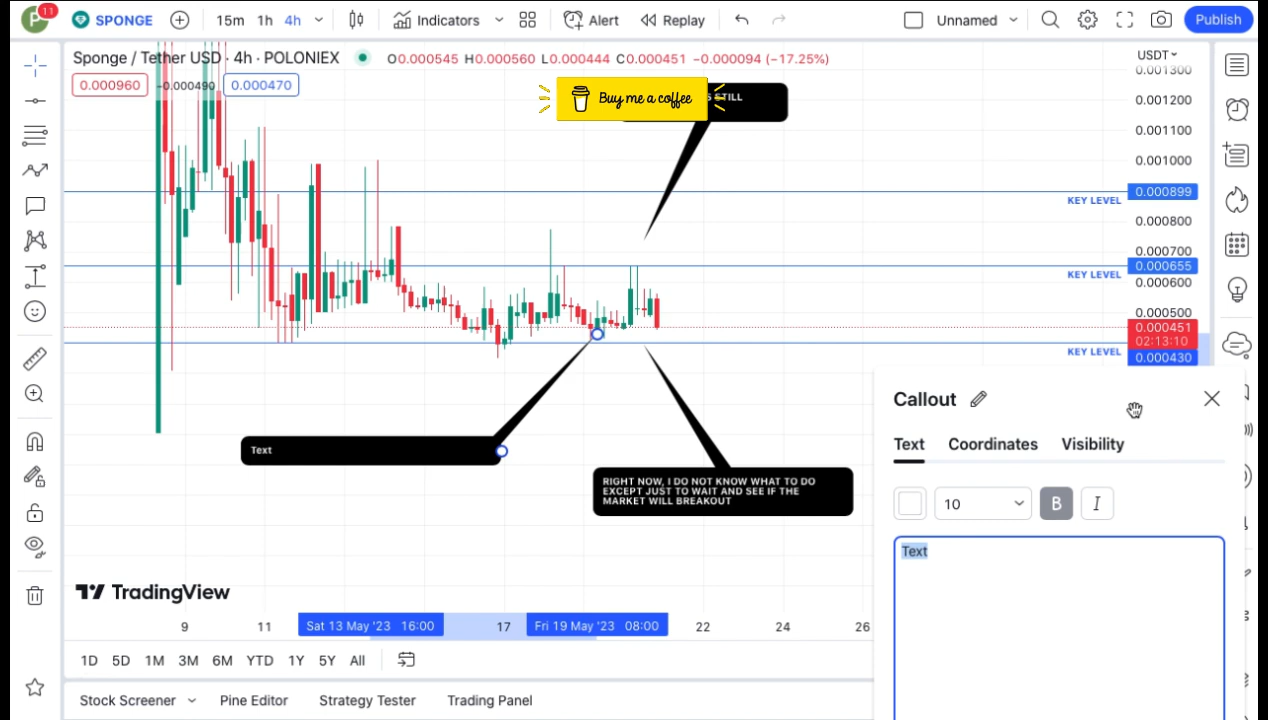 P 11 SPONGE 15m 1h 4h Indicators Alert Replay Unnamed Publish
Sponge / Tether USD · 4h · POLONIEX O0.000545 H0.000560 L0.000444 C0.000451 −0.000094 (−17.25%)
USDT
0.000960 −0.000490 0.000470
0.001300
0.001200
0.001100
0.001000
0.000899
KEY LEVEL
0.000800
0.000700
0.000655
KEY LEVEL
0.000600
0.000500
0.000451
02:13:10
KEY LEVEL
0.000430
Buy me a coffee
STILL
Text
RIGHT NOW, I DO NOT KNOW WHAT TO DO
EXCEPT JUST TO WAIT AND SEE IF THE
MARKET WILL BREAKOUT
Callout
Text Coordinates Visibility
10 B I
Text
TradingView
9 11 Sat 13 May '23 16:00 17 Fri 19 May '23 08:00 22 24 26
1D 5D 1M 3M 6M YTD 1Y 5Y All
Stock Screener Pine Editor Strategy Tester Trading Panel